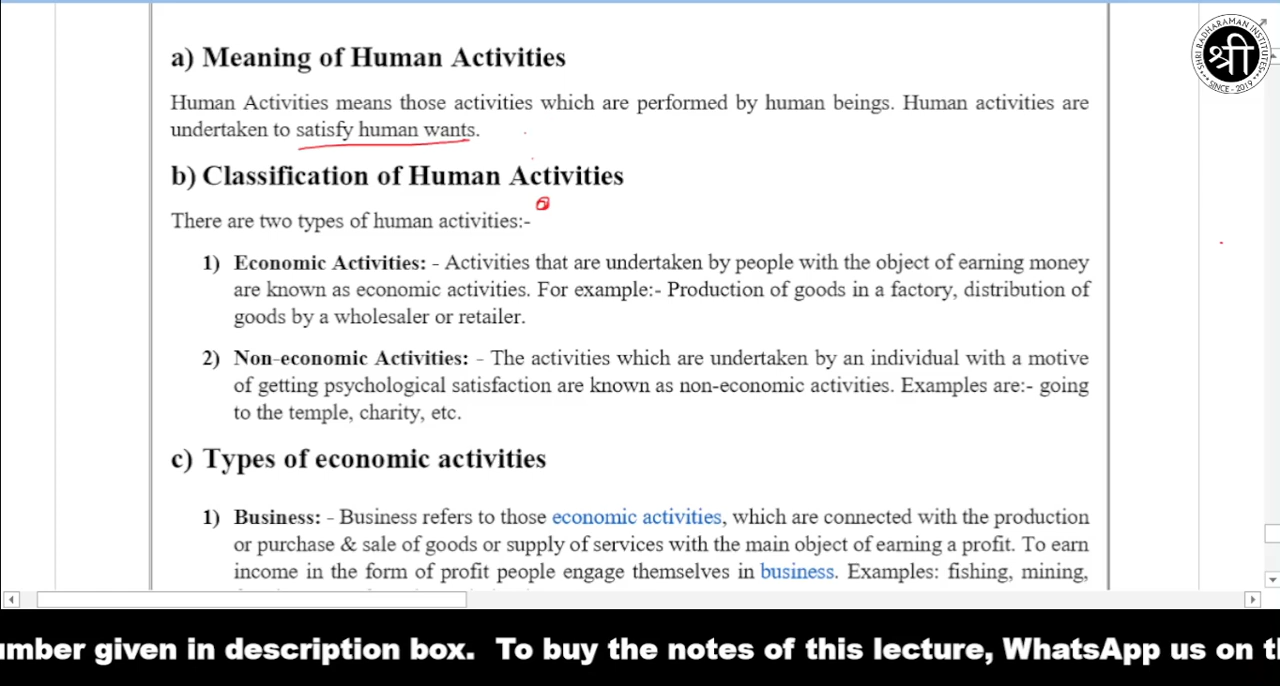 SHRI RADHARAMAN INSTITUTES
श्री
SINCE - 2019
a) Meaning of Human Activities
Human Activities means those activities which are performed by human beings. Human activities are
undertaken to satisfy human wants.
b) Classification of Human Activities
There are two types of human activities:-
1) Economic Activities: - Activities that are undertaken by people with the object of earning money
are known as economic activities. For example:- Production of goods in a factory, distribution of
goods by a wholesaler or retailer.
2) Non-economic Activities: - The activities which are undertaken by an individual with a motive
of getting psychological satisfaction are known as non-economic activities. Examples are:- going
to the temple, charity, etc.
c) Types of economic activities
1) Business: - Business refers to those economic activities, which are connected with the production
or purchase & sale of goods or supply of services with the main object of earning a profit. To earn
income in the form of profit people engage themselves in business. Examples: fishing, mining,
given in description box. To buy the notes of this lecture, WhatsApp us on